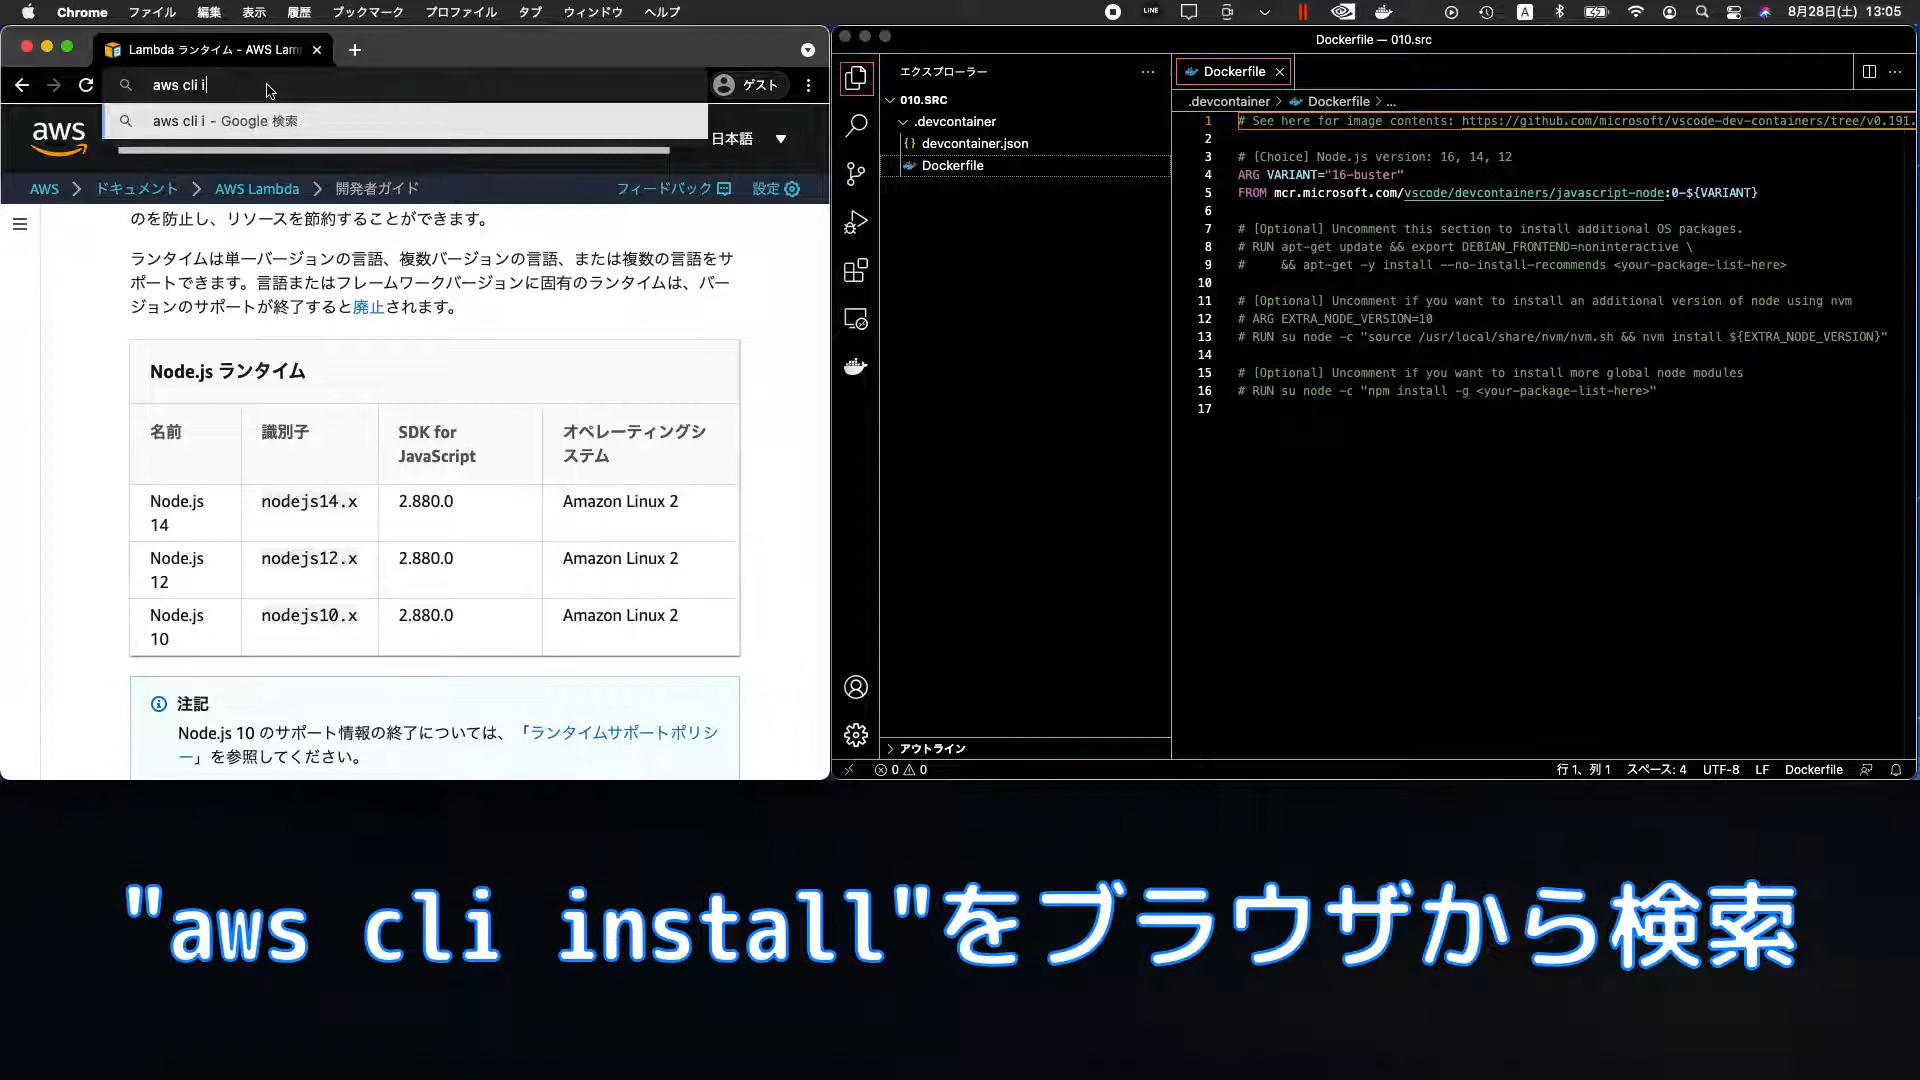 Chrome ファイル 編集 表示 履歴 ブックマーク プロファイル タブ ウィンドウ ヘルプ
LINE A 8月28日(土) 13:05
Lambda ランタイム - AWS Lam
aws cli i
ゲスト
aws cli i - Google 検索
aws
日本語
AWS ドキュメント AWS Lambda 開発者ガイド
フィードバック 設定
のを防止し、リソースを節約することができます。
ランタイムは単一バージョンの言語、複数バージョンの言語、または複数の言語をサ
ポートできます。言語またはフレームワークバージョンに固有のランタイムは、バー
ジョンのサポートが終了すると廃止されます。
Node.js ランタイム
名前 識別子 SDK for JavaScript オペレーティングシステム
Node.js 14 nodejs14.x 2.880.0 Amazon Linux 2
Node.js 12 nodejs12.x 2.880.0 Amazon Linux 2
Node.js 10 nodejs10.x 2.880.0 Amazon Linux 2
注記
Node.js 10 のサポート情報の終了については、「ランタイムサポートポリシ
ー」を参照してください。
Dockerfile — 010.src
エクスプローラー
010.SRC
.devcontainer
{} devcontainer.json
Dockerfile
アウトライン
Dockerfile
.devcontainer > Dockerfile > ...
1 # See here for image contents: https://github.com/microsoft/vscode-dev-containers/tree/v0.191.
2
3 # [Choice] Node.js version: 16, 14, 12
4 ARG VARIANT="16-buster"
5 FROM mcr.microsoft.com/vscode/devcontainers/javascript-node:0-${VARIANT}
6
7 # [Optional] Uncomment this section to install additional OS packages.
8 # RUN apt-get update && export DEBIAN_FRONTEND=noninteractive \
9 #     && apt-get -y install --no-install-recommends <your-package-list-here>
10
11 # [Optional] Uncomment if you want to install an additional version of node using nvm
12 # ARG EXTRA_NODE_VERSION=10
13 # RUN su node -c "source /usr/local/share/nvm/nvm.sh && nvm install ${EXTRA_NODE_VERSION}"
14
15 # [Optional] Uncomment if you want to install more global node modules
16 # RUN su node -c "npm install -g <your-package-list-here>"
17
0 0
行 1、列 1 スペース: 4 UTF-8 LF Dockerfile
"aws cli install"をブラウザから検索